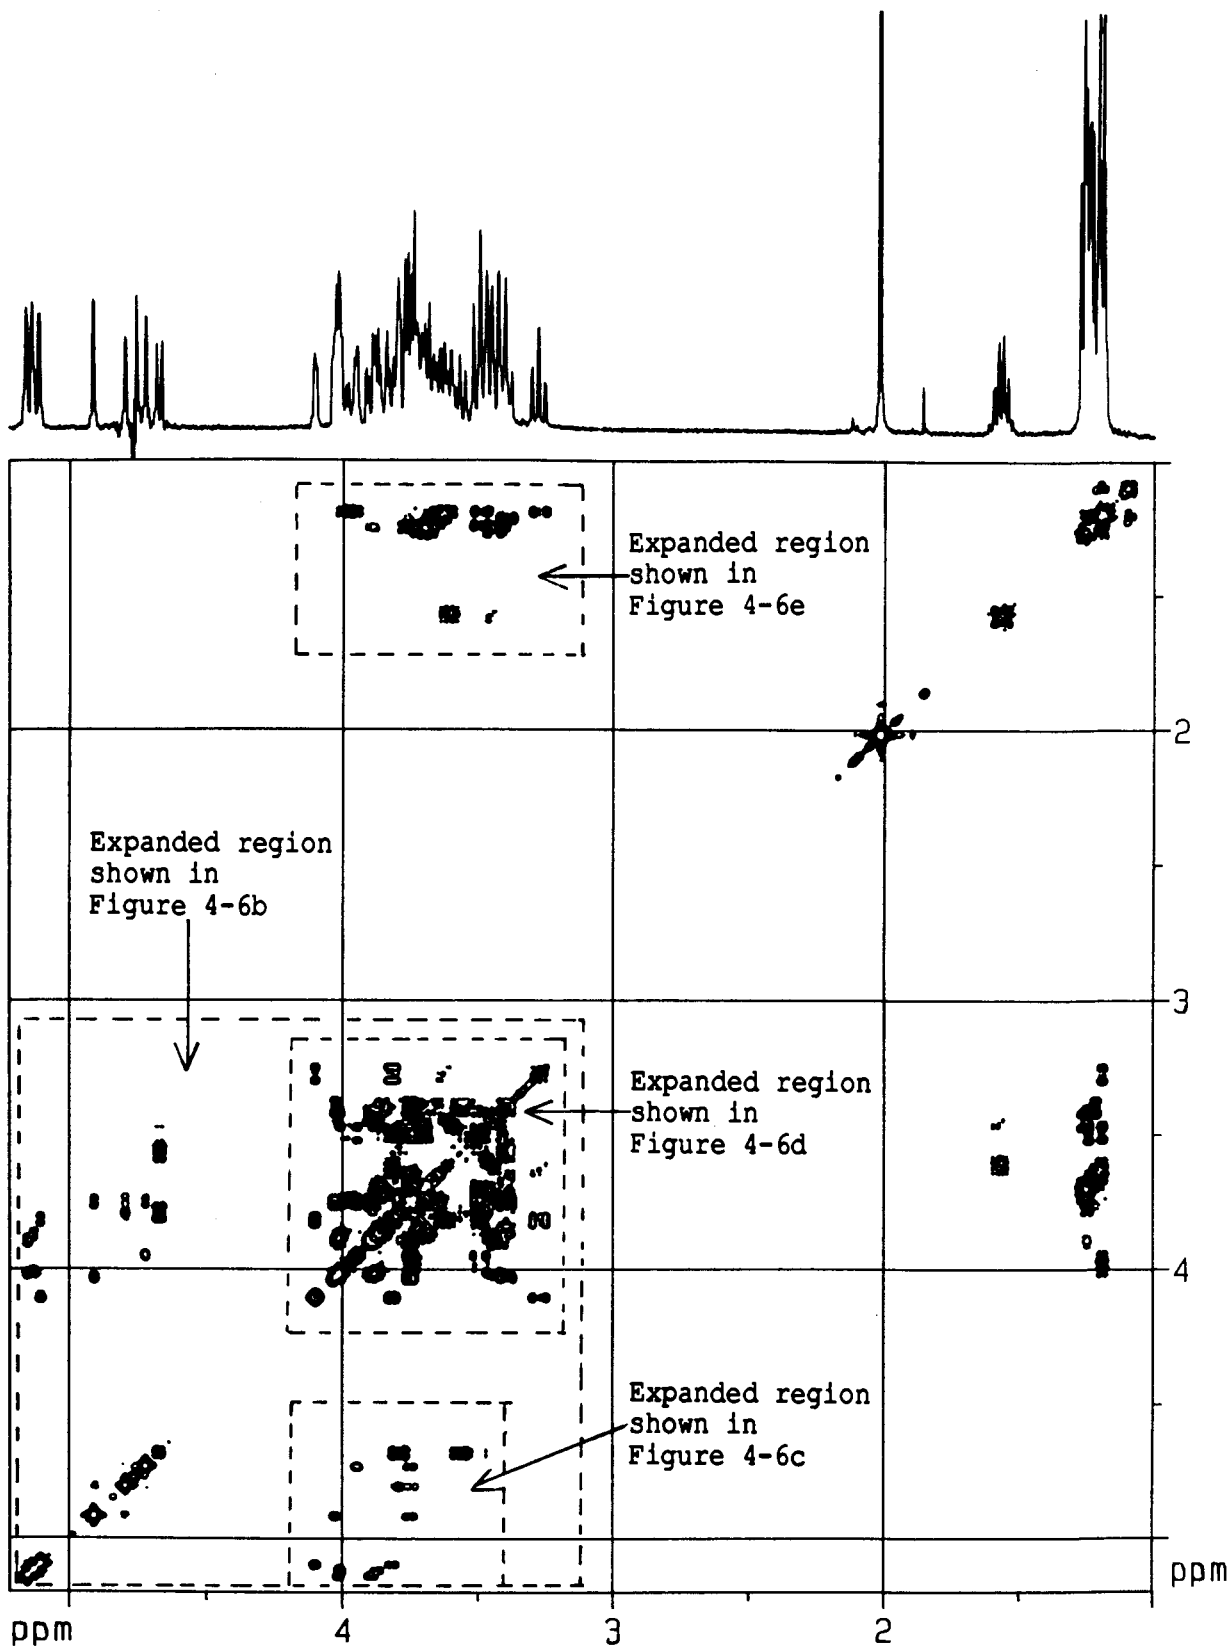 Expanded region
shown in
Figure 4-6e
2
Expanded region
shown in
Figure 4-6b
3
Expanded region
shown in
Figure 4-6d
4
Expanded region
shown in
Figure 4-6c
ppm
ppm 4 3 2